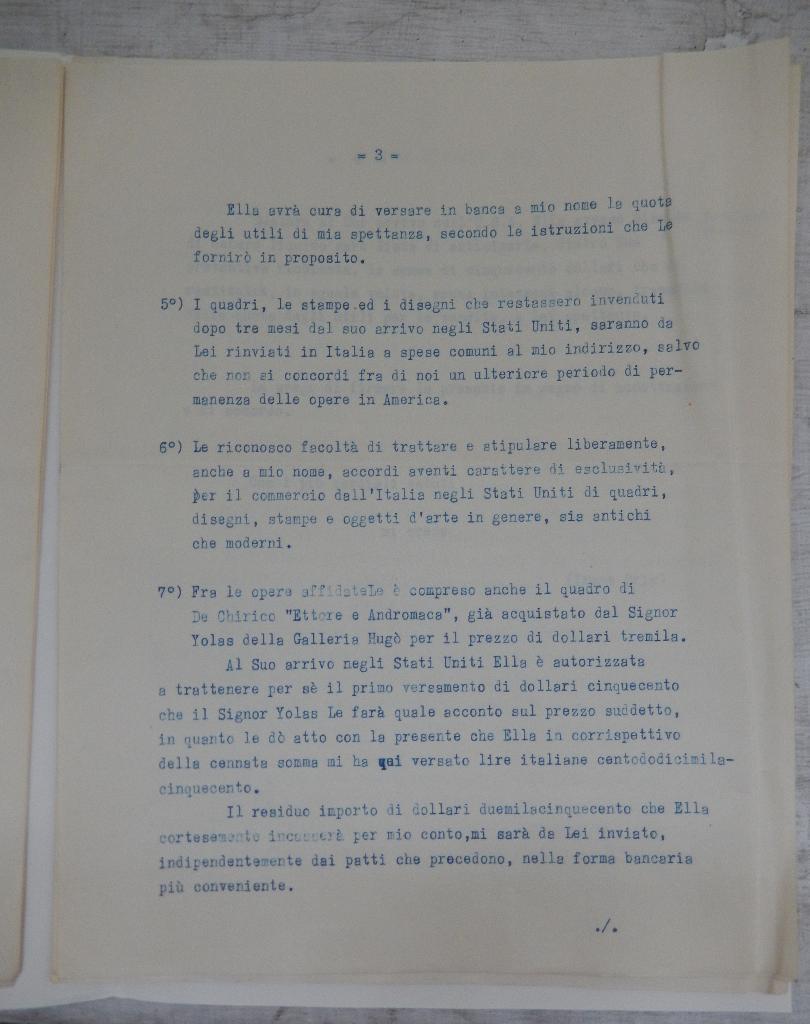 = 3 =
Ella avrà cura di versare in banca a mio nome la quota
degli utili di mia spettanza, secondo le istruzioni che Le
fornirò in proposito.
5°) I quadri, le stampe ed i disegni che restassero invenduti
dopo tre mesi dal suo arrivo negli Stati Uniti, saranno da
Lei rinviati in Italia a spese comuni al mio indirizzo, salvo
che non si concordi fra di noi un ulteriore periodo di per-
manenza delle opere in America.
6°) Le riconosco facoltà di trattare e stipulare liberamente,
anche a mio nome, accordi aventi carattere di esclusività,
per il commercio dall'Italia negli Stati Uniti di quadri,
disegni, stampe e oggetti d'arte in genere, sia antichi
che moderni.
7°) Fra le opere affidateLe è compreso anche il quadro di
De Chirico "Ettore e Andromaca", già acquistato dal Signor
Yolas della Galleria Hugò per il prezzo di dollari tremila.
Al Suo arrivo negli Stati Uniti Ella è autorizzata
a trattenere per sè il primo versamento di dollari cinquecento
che il Signor Yolas Le farà quale acconto sul prezzo suddetto,
in quanto le dò atto con la presente che Ella in corrispettivo
della cennata somma mi ha qui versato lire italiane centododicimila-
cinquecento.
Il residuo importo di dollari duemilacinquecento che Ella
cortesemente incasserà per mio conto,mi sarà da Lei inviato,
indipendentemente dai patti che precedono, nella forma bancaria
più conveniente.
./.